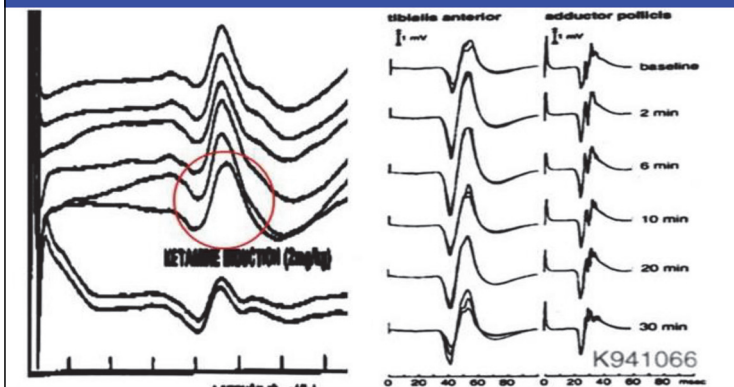 tibialis anterior
adductor pollicis
1 mV
1 mV
baseline
2 min
6 min
10 min
20 min
30 min
KETAMINE INDUCTION (2mg/kg)
K941066
0 20 40 60 80
0 20 40 60 80 msec